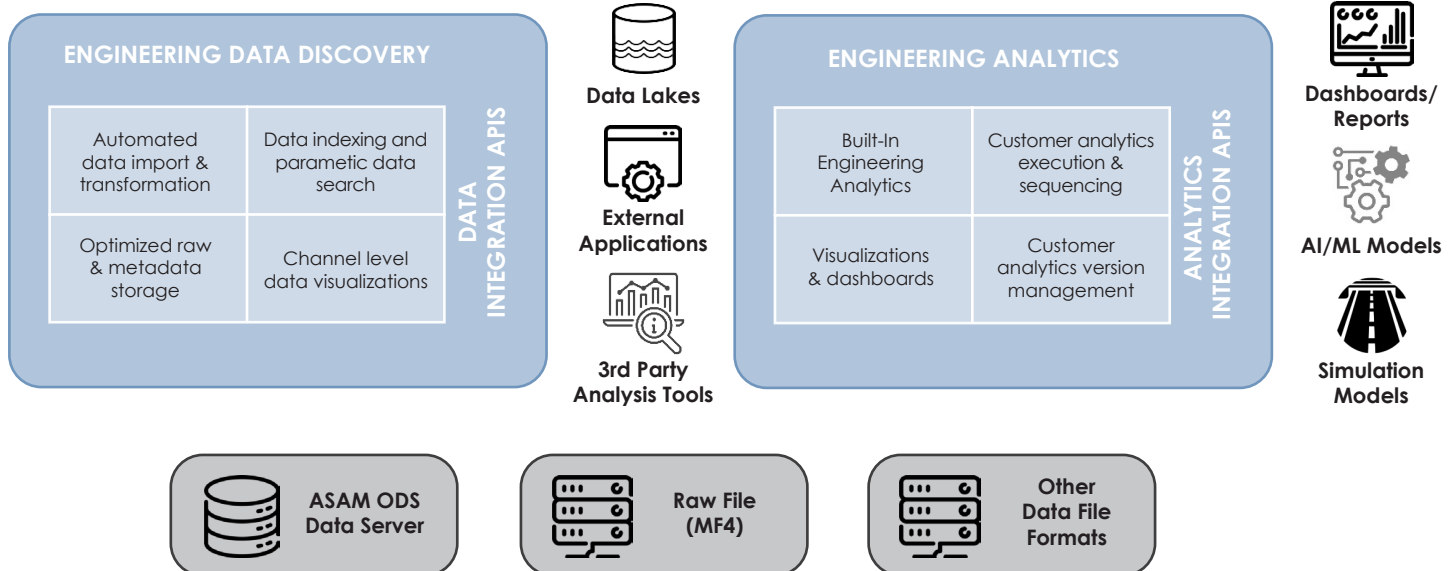 ENGINEERING DATA DISCOVERY
Automated
data import &
transformation
Data indexing and
parametic data
search
Optimized raw
& metadata
storage
Channel level
data visualizations
DATA
INTEGRATION APIS
Data Lakes
External
Applications
3rd Party
Analysis Tools
ENGINEERING ANALYTICS
Built-In
Engineering
Analytics
Customer analytics
execution &
sequencing
Visualizations
& dashboards
Customer
analytics version
management
ANALYTICS
INTEGRATION APIS
Dashboards/
Reports
AI/ML Models
Simulation
Models
ASAM ODS
Data Server
Raw File
(MF4)
Other
Data File
Formats